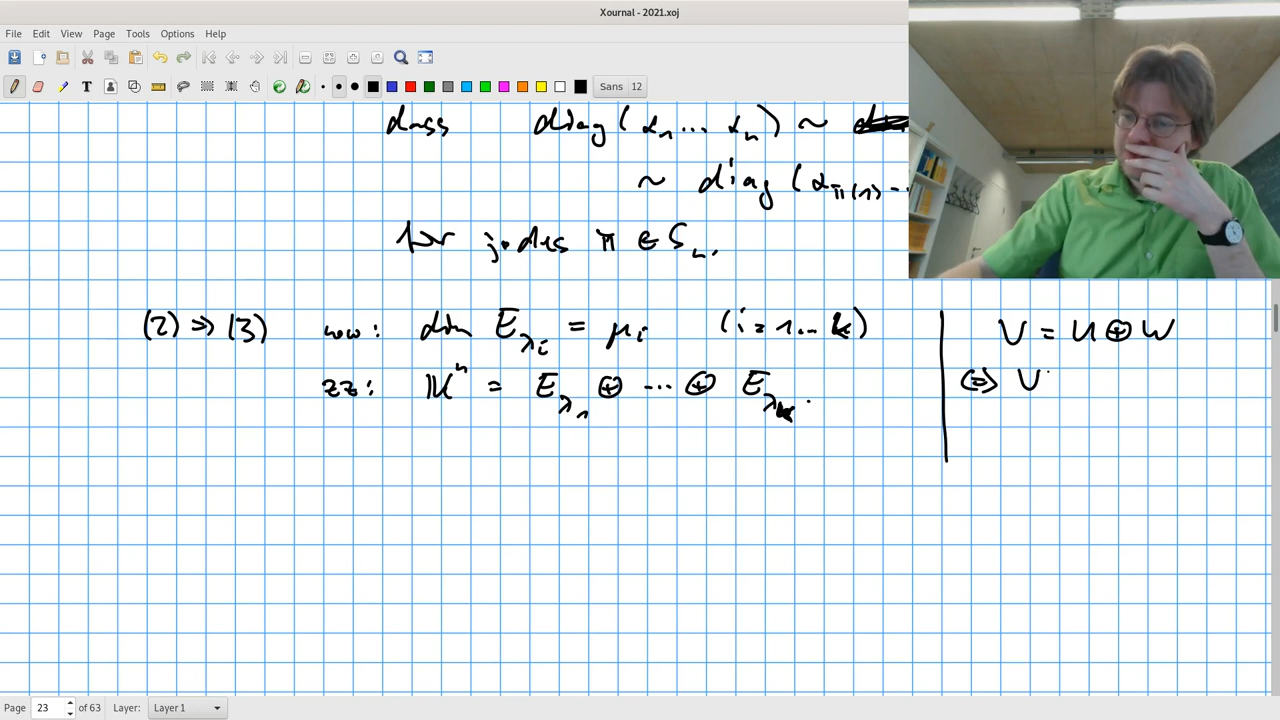 Xournal - 2021.xoj
File Edit View Page Tools Options Help
Sans 12
dass diag(α₁ ... αₙ) ~
~ diag(α_π(1) ...
für jedes π ∈ Sₙ.
(2) ⇒ (3) wow: dim E_λᵢ = μᵢ (i = 1 ... k)
zz: 𝕂ⁿ = E_λ₁ ⊕ ... ⊕ E_λₖ.
V = U ⊕ W
⇔ V
Page 23 of 63 Layer: Layer 1